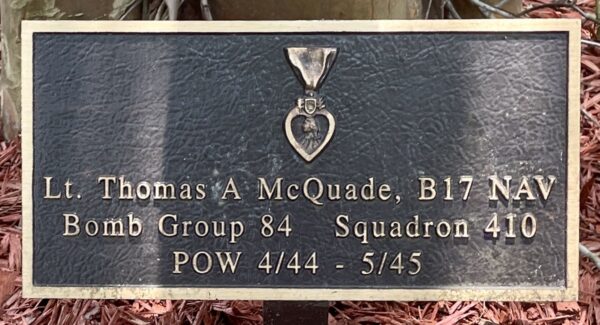 Lt. Thomas A McQuade, B17 NAV
Bomb Group 84 Squadron 410
POW 4/44 - 5/45